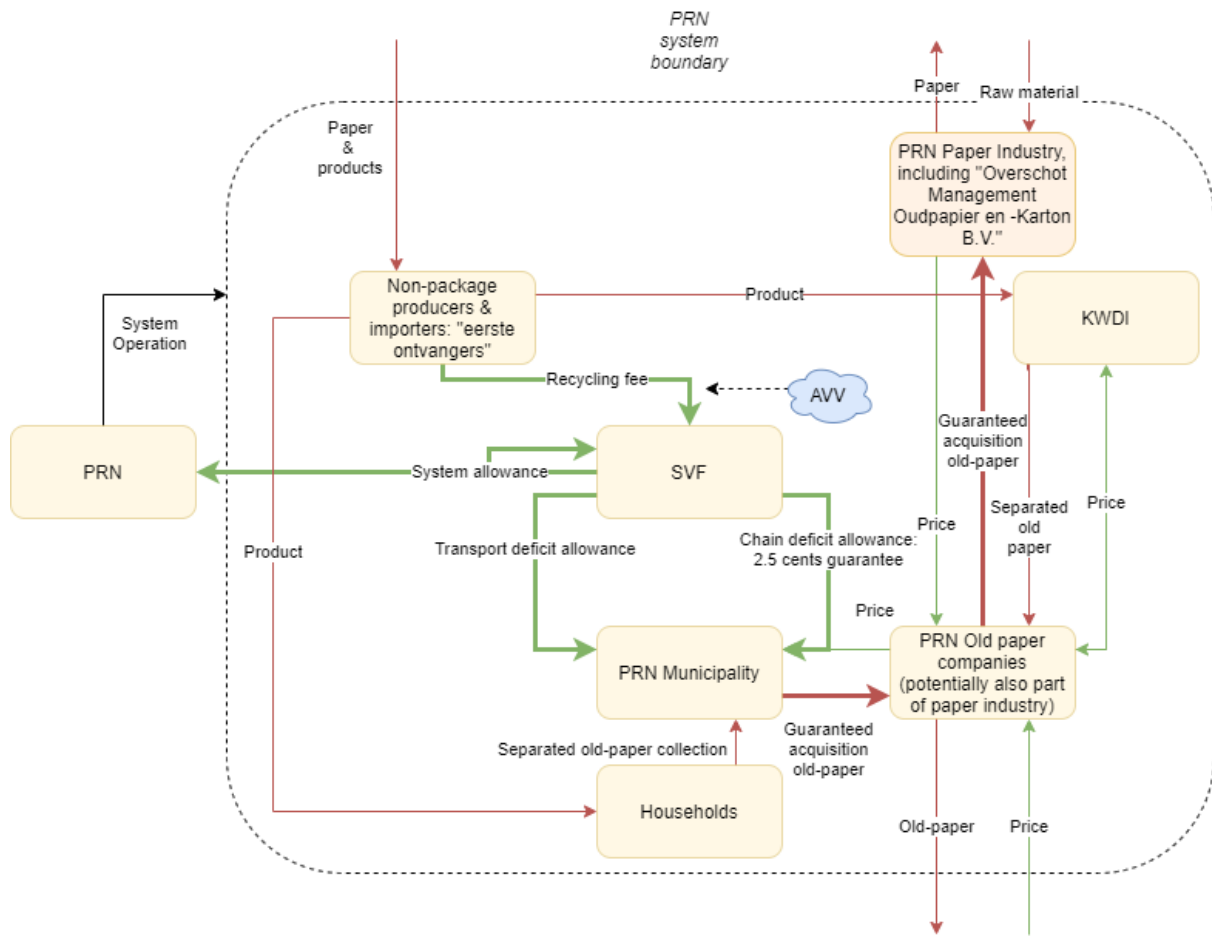 PRN
system
boundary
Paper
Raw material
Paper
&
products
PRN Paper Industry,
including "Overschot
Management
Oudpapier en -Karton
B.V."
Non-package
producers &
importers: "eerste
ontvangers"
Product
KWDI
System
Operation
Recycling fee
AVV
Guaranteed
acquisition
old-paper
PRN
System allowance
SVF
Price
Separated
old
paper
Price
Product
Transport deficit allowance
Chain deficit allowance:
2.5 cents guarantee
Price
PRN Municipality
PRN Old paper
companies
(potentially also part
of paper industry)
Separated old-paper collection
Guaranteed
acquisition
old-paper
Households
Old-paper
Price